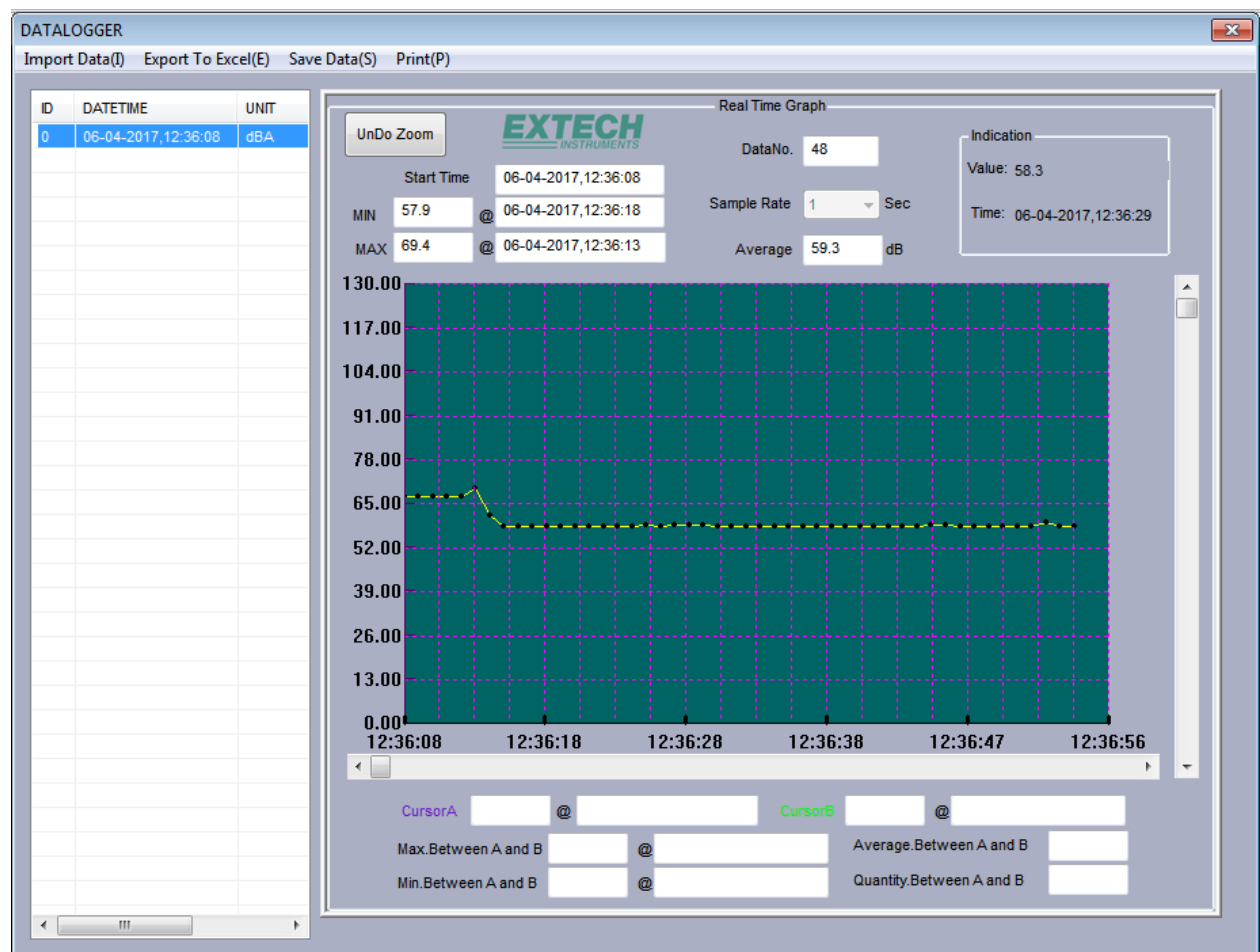 DATALOGGER
Import Data(I) Export To Excel(E) Save Data(S) Print(P)
ID DATETIME UNIT
0 06-04-2017,12:36:08 dBA
Real Time Graph
UnDo Zoom
EXTECH
INSTRUMENTS
DataNo. 48
Indication
Value: 58.3
Time: 06-04-2017,12:36:29
Start Time 06-04-2017,12:36:08
MIN 57.9 @ 06-04-2017,12:36:18
MAX 69.4 @ 06-04-2017,12:36:13
Sample Rate 1 Sec
Average 59.3 dB
130.00
117.00
104.00
91.00
78.00
65.00
52.00
39.00
26.00
13.00
0.00
12:36:08 12:36:18 12:36:28 12:36:38 12:36:47 12:36:56
CursorA @ CursorB @
Max.Between A and B @ Average.Between A and B
Min.Between A and B @ Quantity.Between A and B